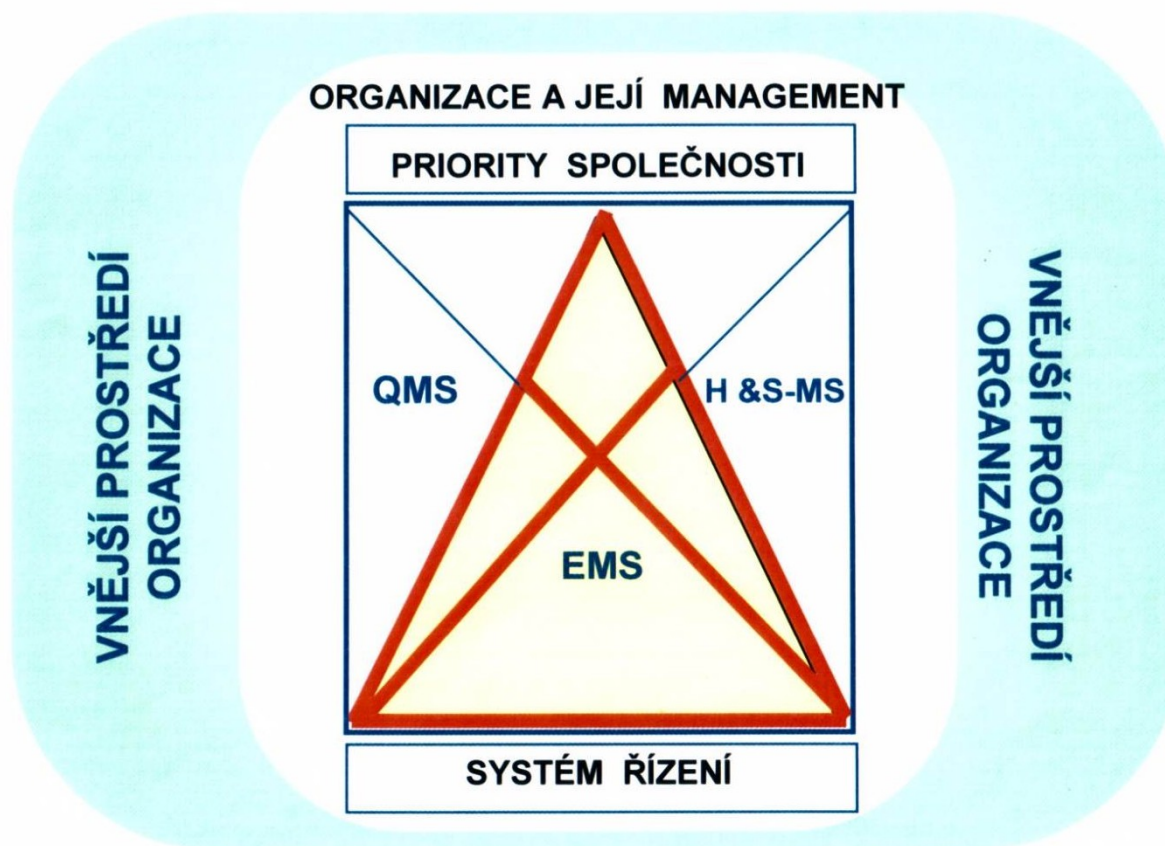 ORGANIZACE A JEJÍ MANAGEMENT
PRIORITY SPOLEČNOSTI
VNĚJŠÍ PROSTŘEDÍ
ORGANIZACE
QMS
H &S-MS
EMS
VNĚJŠÍ PROSTŘEDÍ
ORGANIZACE
SYSTÉM ŘÍZENÍ